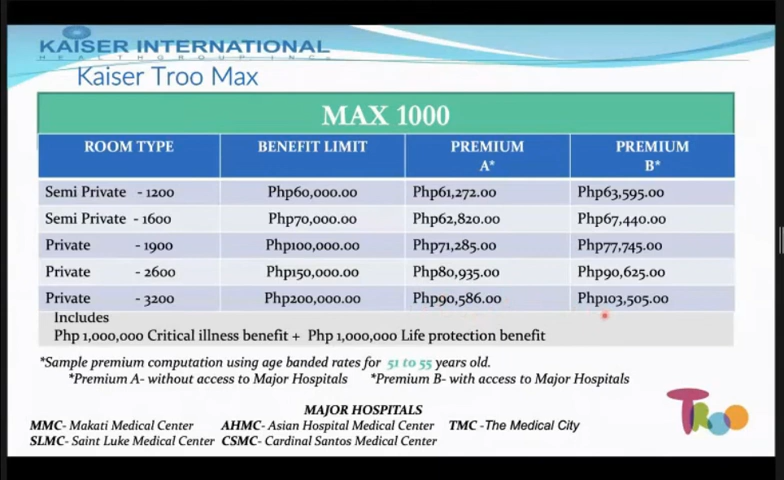 KAISER INTERNATIONAL
HEALTHGROUP INC.
Kaiser Troo Max
MAX 1000
ROOM TYPE BENEFIT LIMIT PREMIUM A* PREMIUM B*
Semi Private - 1200 Php60,000.00 Php61,272.00 Php63,595.00
Semi Private - 1600 Php70,000.00 Php62,820.00 Php67,440.00
Private - 1900 Php100,000.00 Php71,285.00 Php77,745.00
Private - 2600 Php150,000.00 Php80,935.00 Php90,625.00
Private - 3200 Php200,000.00 Php90,586.00 Php103,505.00
Includes
Php 1,000,000 Critical illness benefit + Php 1,000,000 Life protection benefit
*Sample premium computation using age banded rates for 51 to 55 years old.
*Premium A- without access to Major Hospitals *Premium B- with access to Major Hospitals
MAJOR HOSPITALS
MMC- Makati Medical Center AHMC- Asian Hospital Medical Center TMC -The Medical City
SLMC- Saint Luke Medical Center CSMC- Cardinal Santos Medical Center
Troo